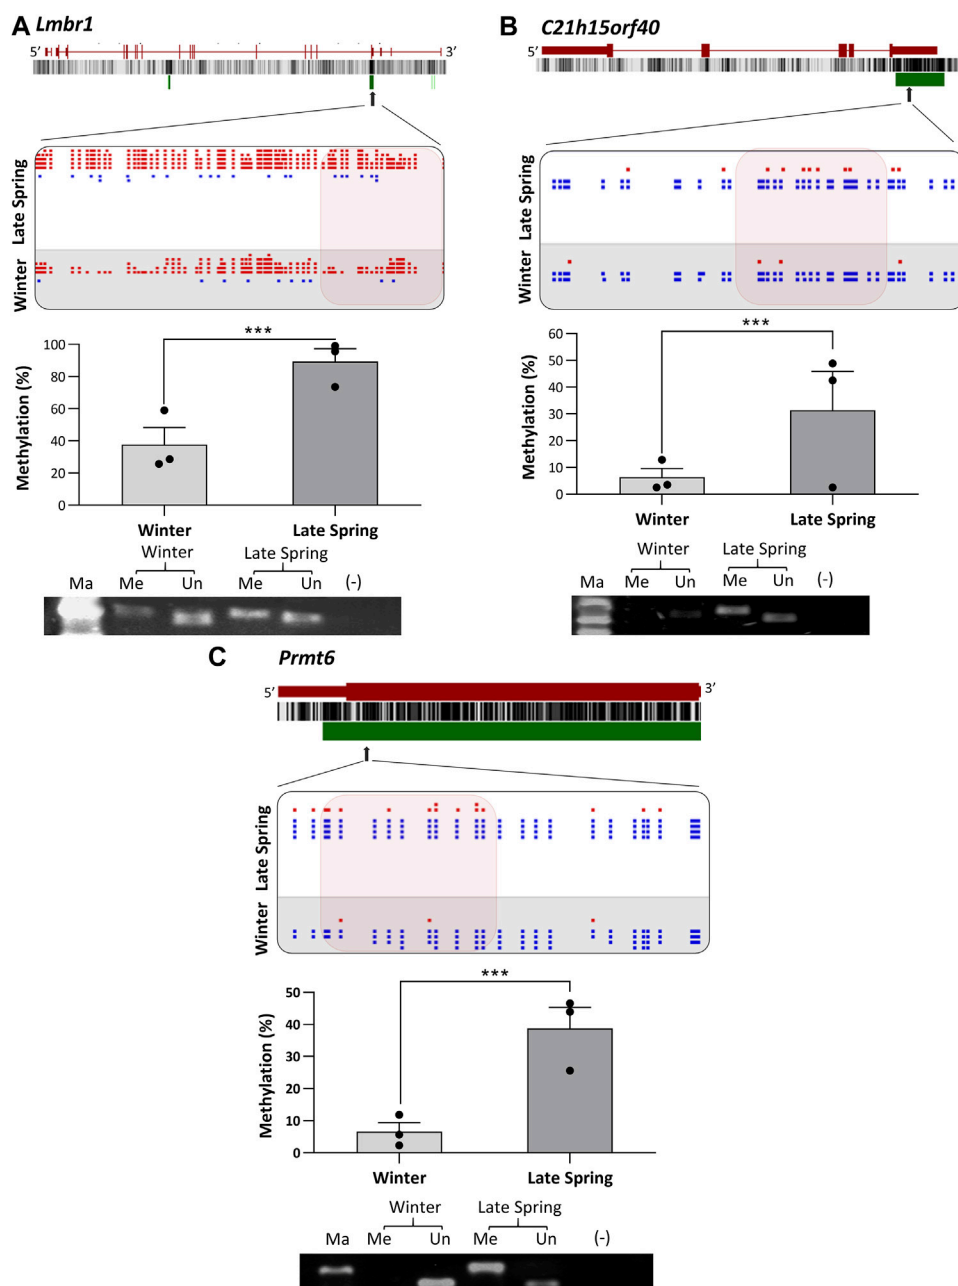 A Lmbr1
5′ 3′
Late Spring
Winter
***
Methylation (%)
100
80
60
40
20
0
Winter Late Spring
Winter Late Spring
Ma Me Un Me Un (-)
B C21h15orf40
5′ 3′
Late Spring
Winter
***
Methylation (%)
60
50
40
30
20
10
0
Winter Late Spring
Winter Late Spring
Ma Me Un Me Un (-)
C Prmt6
5′ 3′
Late Spring
Winter
***
Methylation (%)
50
40
30
20
10
0
Winter Late Spring
Winter Late Spring
Ma Me Un Me Un (-)